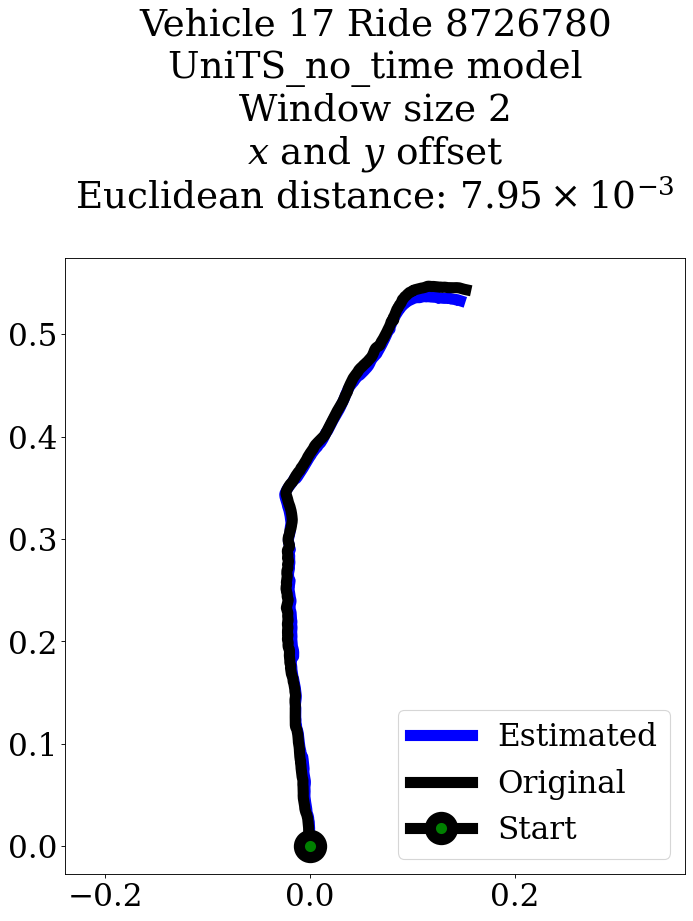 Vehicle 17 Ride 8726780
UniTS_no_time model
Window size 2
x and y offset
Euclidean distance: 7.95 × 10⁻³
0.5
0.4
0.3
0.2
0.1
0.0
−0.2
0.0
0.2
Estimated
Original
Start